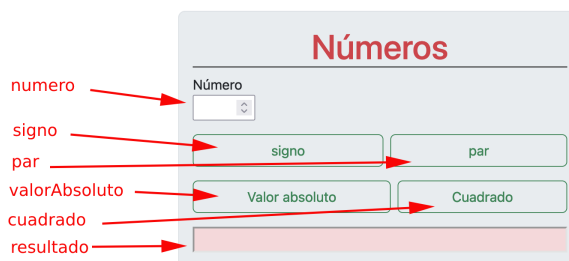 Números
numero
Número
signo
signo
par
par
valorAbsoluto
Valor absoluto
Cuadrado
cuadrado
resultado